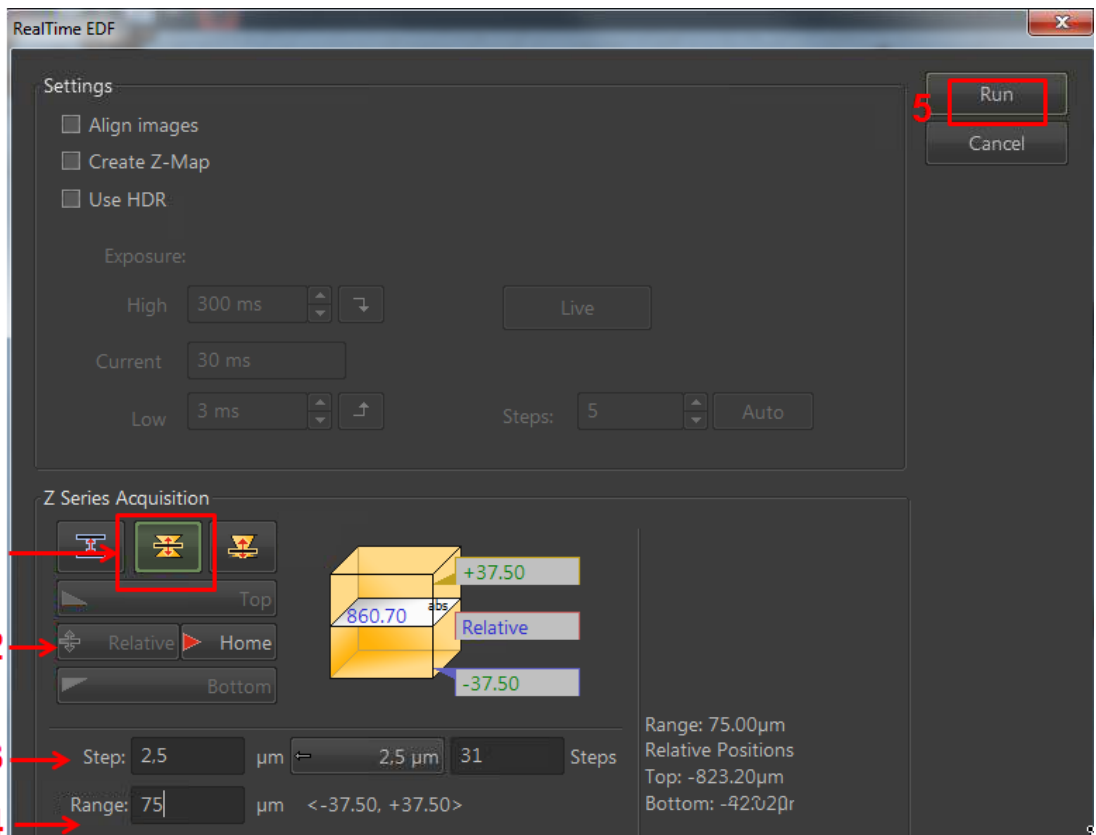 RealTime EDF
Settings
Align images
Create Z-Map
Use HDR
Exposure:
High 300 ms
Live
Current 30 ms
Low 3 ms
Steps: 5 Auto
5 Run
Cancel
Z Series Acquisition
Top
Relative Home
Bottom
+37.50
860.70 abs
Relative
-37.50
Step: 2,5 µm 2,5 µm 31 Steps
Range: 75 µm <-37.50, +37.50>
Range: 75.00µm
Relative Positions
Top: -823.20µm
Bottom: